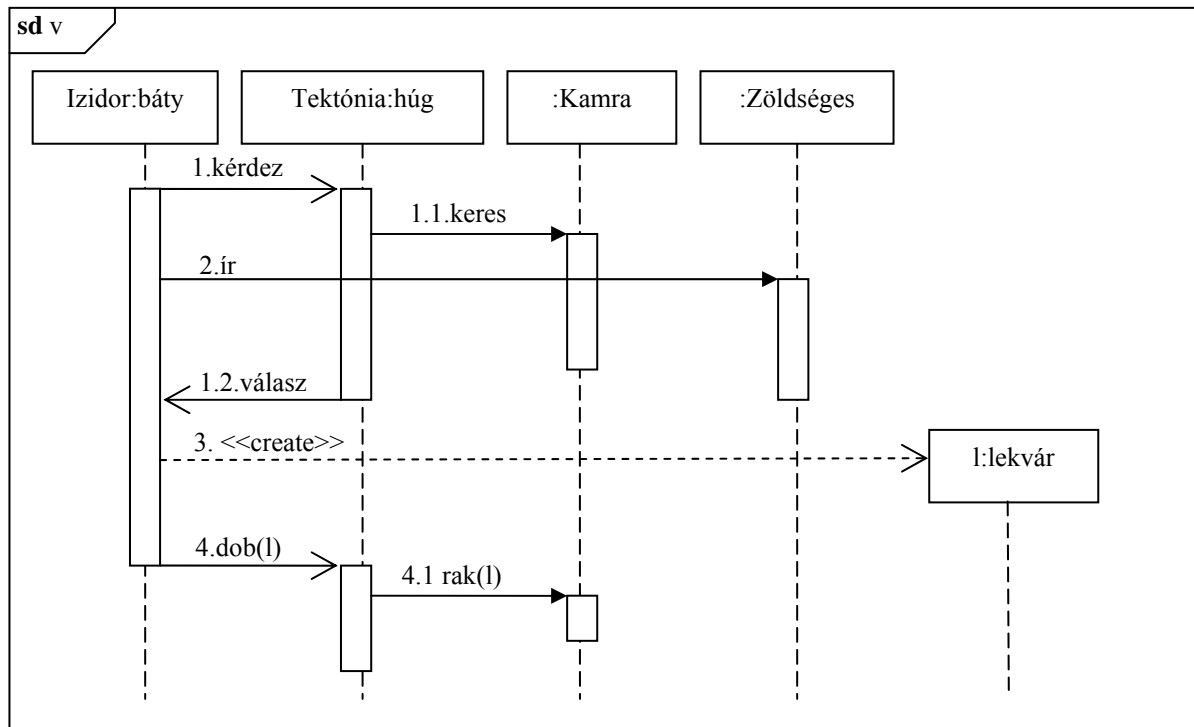 sd v
Izidor:báty
Tektónia:húg
:Kamra
:Zöldséges
1.kérdez
1.1.keres
2.ír
1.2.válasz
3. <<create>>
l:lekvár
4.dob(l)
4.1 rak(l)